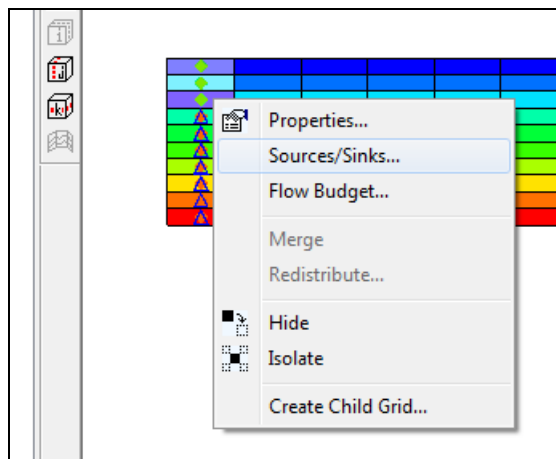 i
j
k
Properties...
Sources/Sinks...
Flow Budget...
Merge
Redistribute...
Hide
Isolate
Create Child Grid...